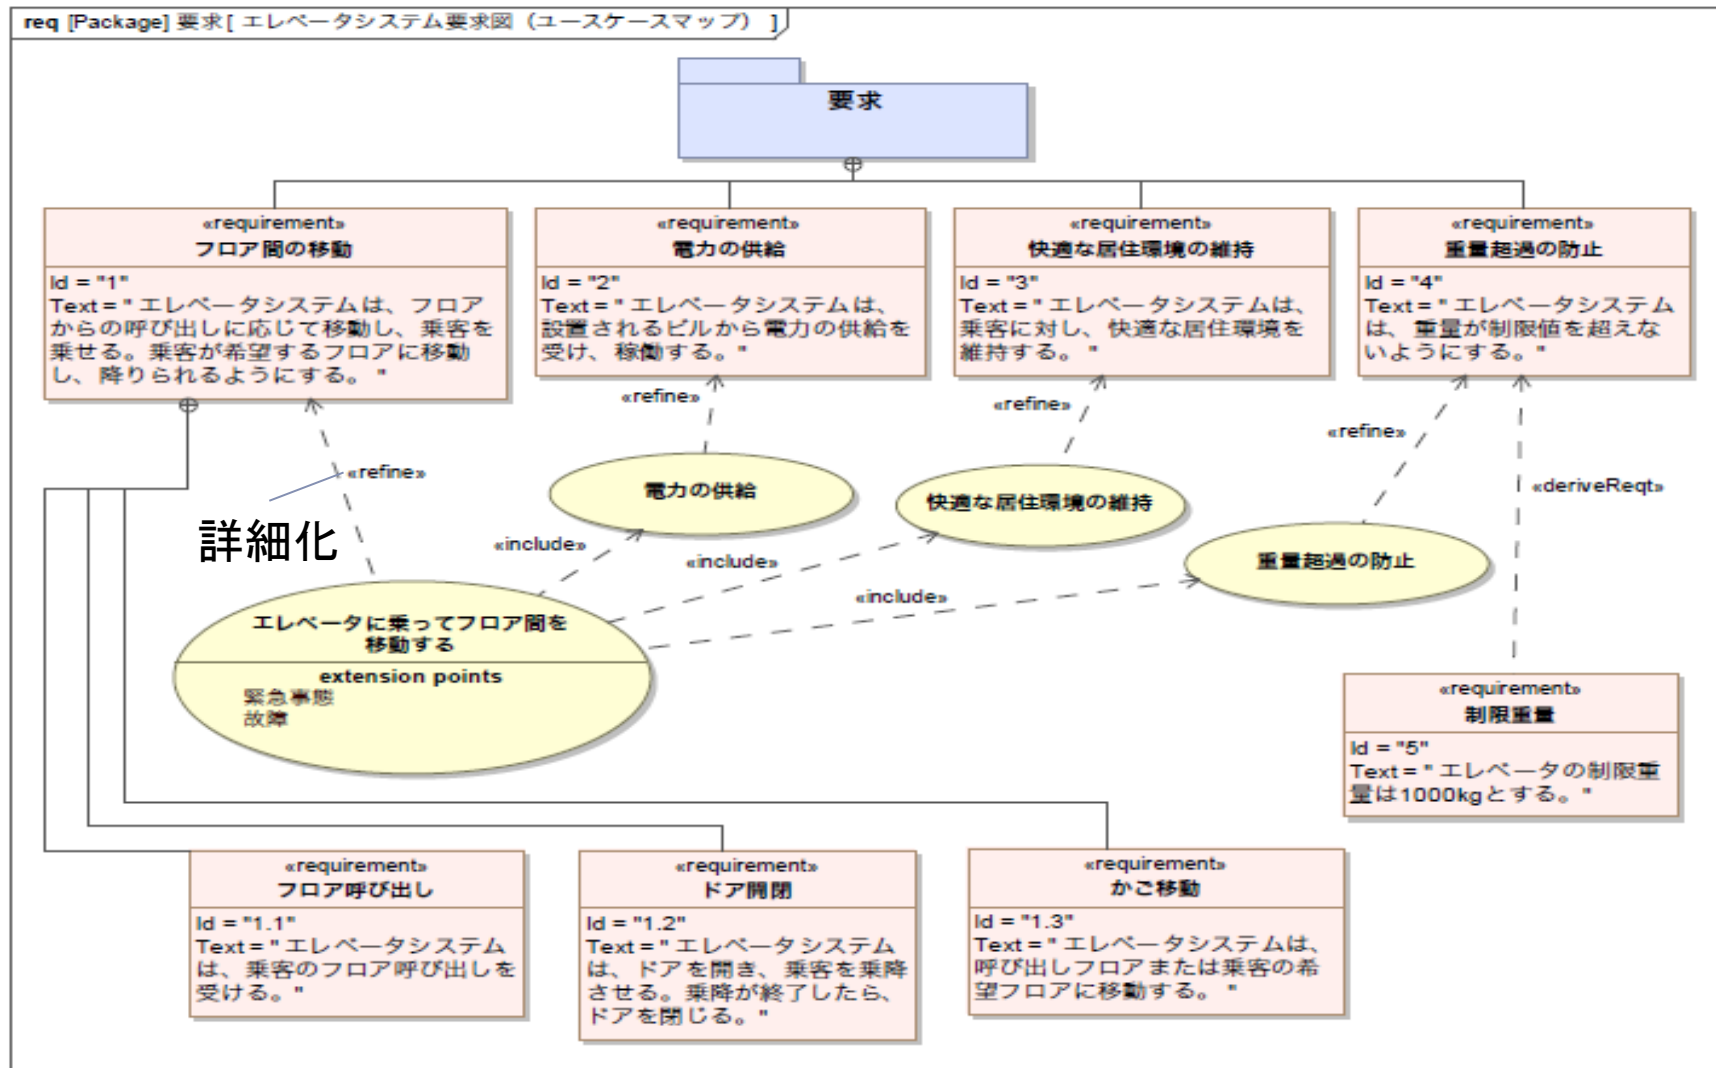 req [Package] 要求[ エレベータシステム要求図（ユースケースマップ） ]
要求
«requirement»
フロア間の移動
Id = "1"
Text = " エレベータシステムは、フロア
からの呼び出しに応じて移動し、乗客を
乗せる。乗客が希望するフロアに移動
し、降りられるようにする。 "
«requirement»
電力の供給
Id = "2"
Text = " エレベータシステムは、
設置されるビルから電力の供給を
受け、稼働する。"
«requirement»
快適な居住環境の維持
Id = "3"
Text = " エレベータシステムは、
乗客に対し、快適な居住環境を
維持する。 "
«requirement»
重量超過の防止
Id = "4"
Text = " エレベータシステム
は、重量が制限値を超えな
いようにする。"
«refine»
«refine»
«refine»
«refine»
詳細化
電力の供給
快適な居住環境の維持
«deriveReqt»
«include»
«include»
«include»
重量超過の防止
エレベータに乗ってフロア間を
移動する
extension points
緊急事態
故障
«requirement»
制限重量
Id = "5"
Text = " エレベータの制限重
量は1000kgとする。"
«requirement»
フロア呼び出し
Id = "1.1"
Text = " エレベータシステム
は、乗客のフロア呼び出しを
受ける。"
«requirement»
ドア開閉
Id = "1.2"
Text = " エレベータシステム
は、ドアを開き、乗客を乗降
させる。乗降が終了したら、
ドアを閉じる。"
«requirement»
かご移動
Id = "1.3"
Text = " エレベータシステムは、
呼び出しフロアまたは乗客の希
望フロアに移動する。 "